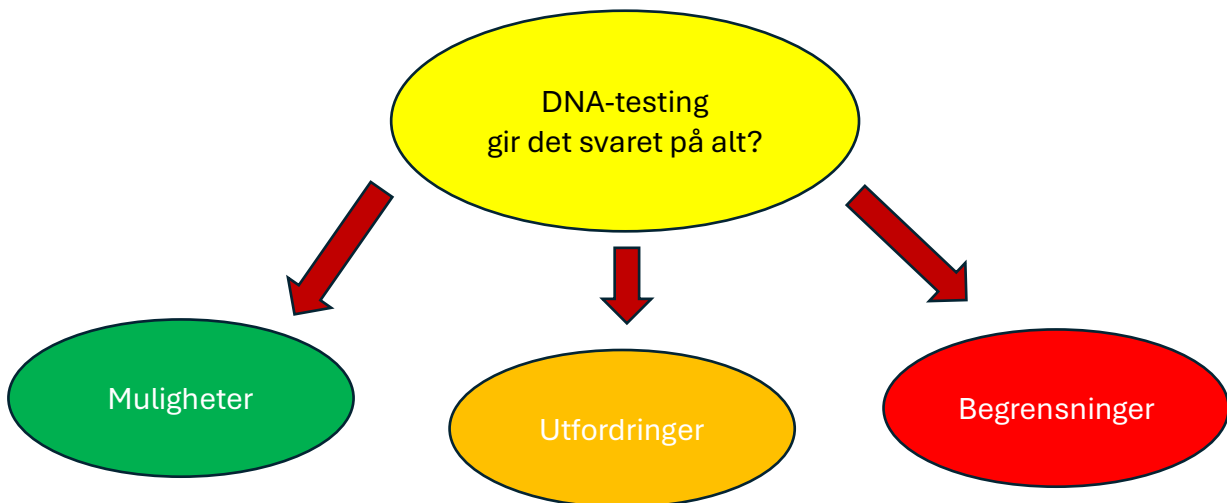 DNA-testing
gir det svaret på alt?
Muligheter
Utfordringer
Begrensninger